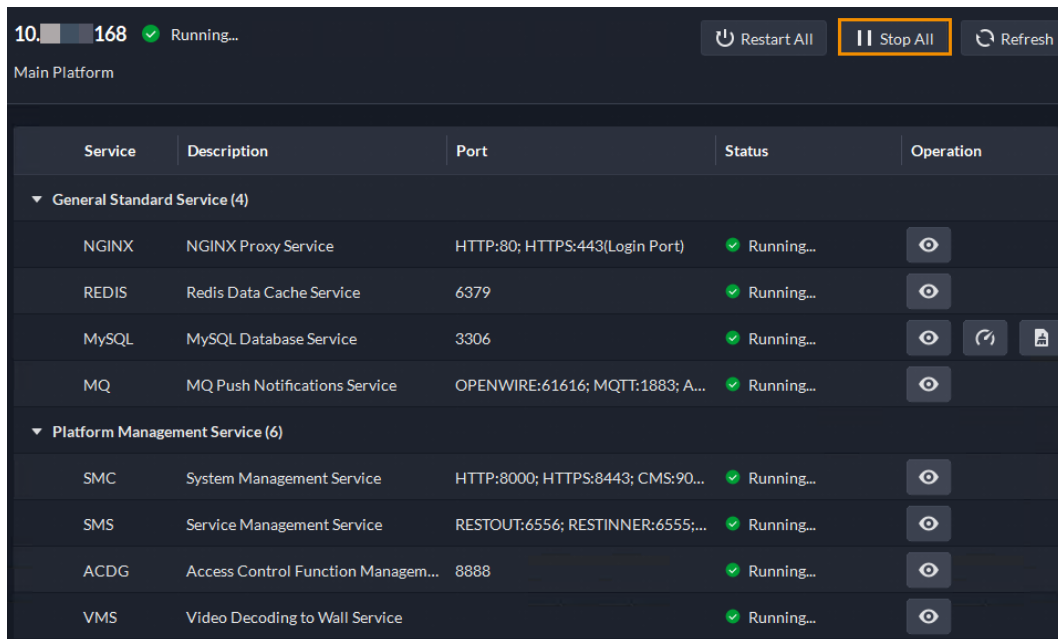 10. 168 Running...
Restart All Stop All Refresh
Main Platform
Service Description Port Status Operation
General Standard Service (4)
NGINX NGINX Proxy Service HTTP:80; HTTPS:443(Login Port) Running...
REDIS Redis Data Cache Service 6379 Running...
MySQL MySQL Database Service 3306 Running...
MQ MQ Push Notifications Service OPENWIRE:61616; MQTT:1883; A... Running...
Platform Management Service (6)
SMC System Management Service HTTP:8000; HTTPS:8443; CMS:90... Running...
SMS Service Management Service RESTOUT:6556; RESTINNER:6555;... Running...
ACDG Access Control Function Managem... 8888 Running...
VMS Video Decoding to Wall Service Running...